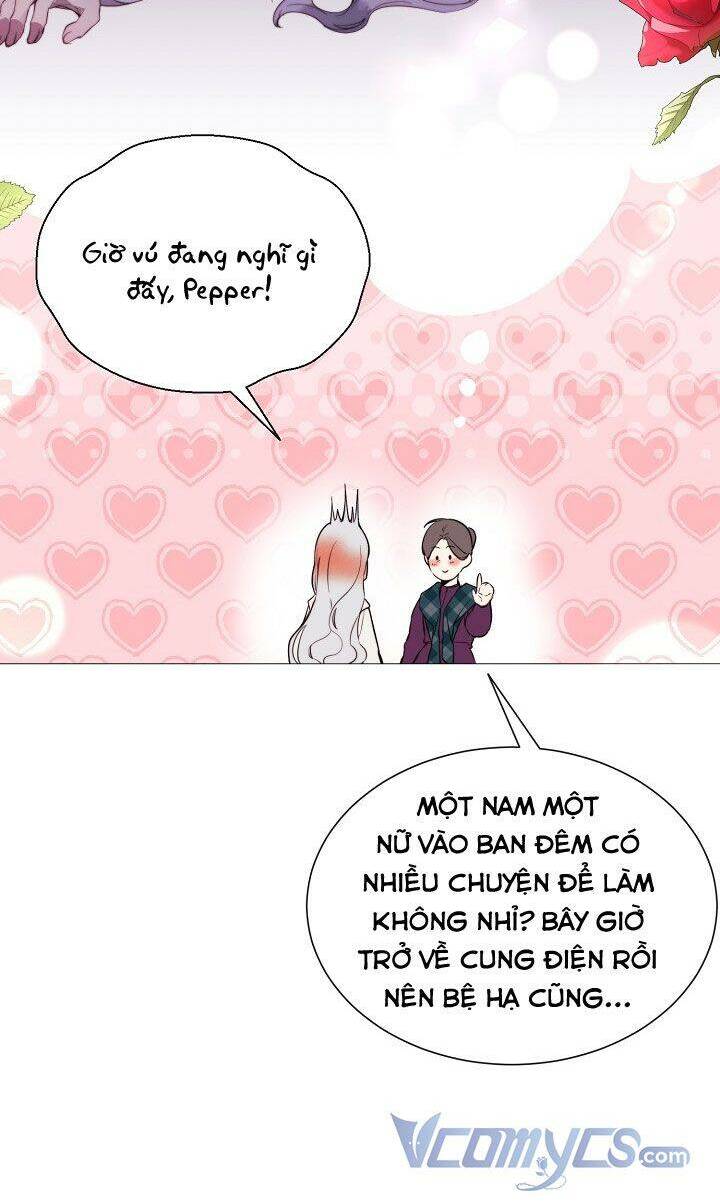 Giờ vú đang nghĩ gì
đấy, Pepper!
MỘT NAM MỘT
NỮ VÀO BAN ĐÊM CÓ
NHIỀU CHUYỆN ĐỂ LÀM
KHÔNG NHỈ? BÂY GIỜ
TRỞ VỀ CUNG ĐIỆN RỒI
NÊN BỆ HẠ CŨNG...
VCOMYCS.com